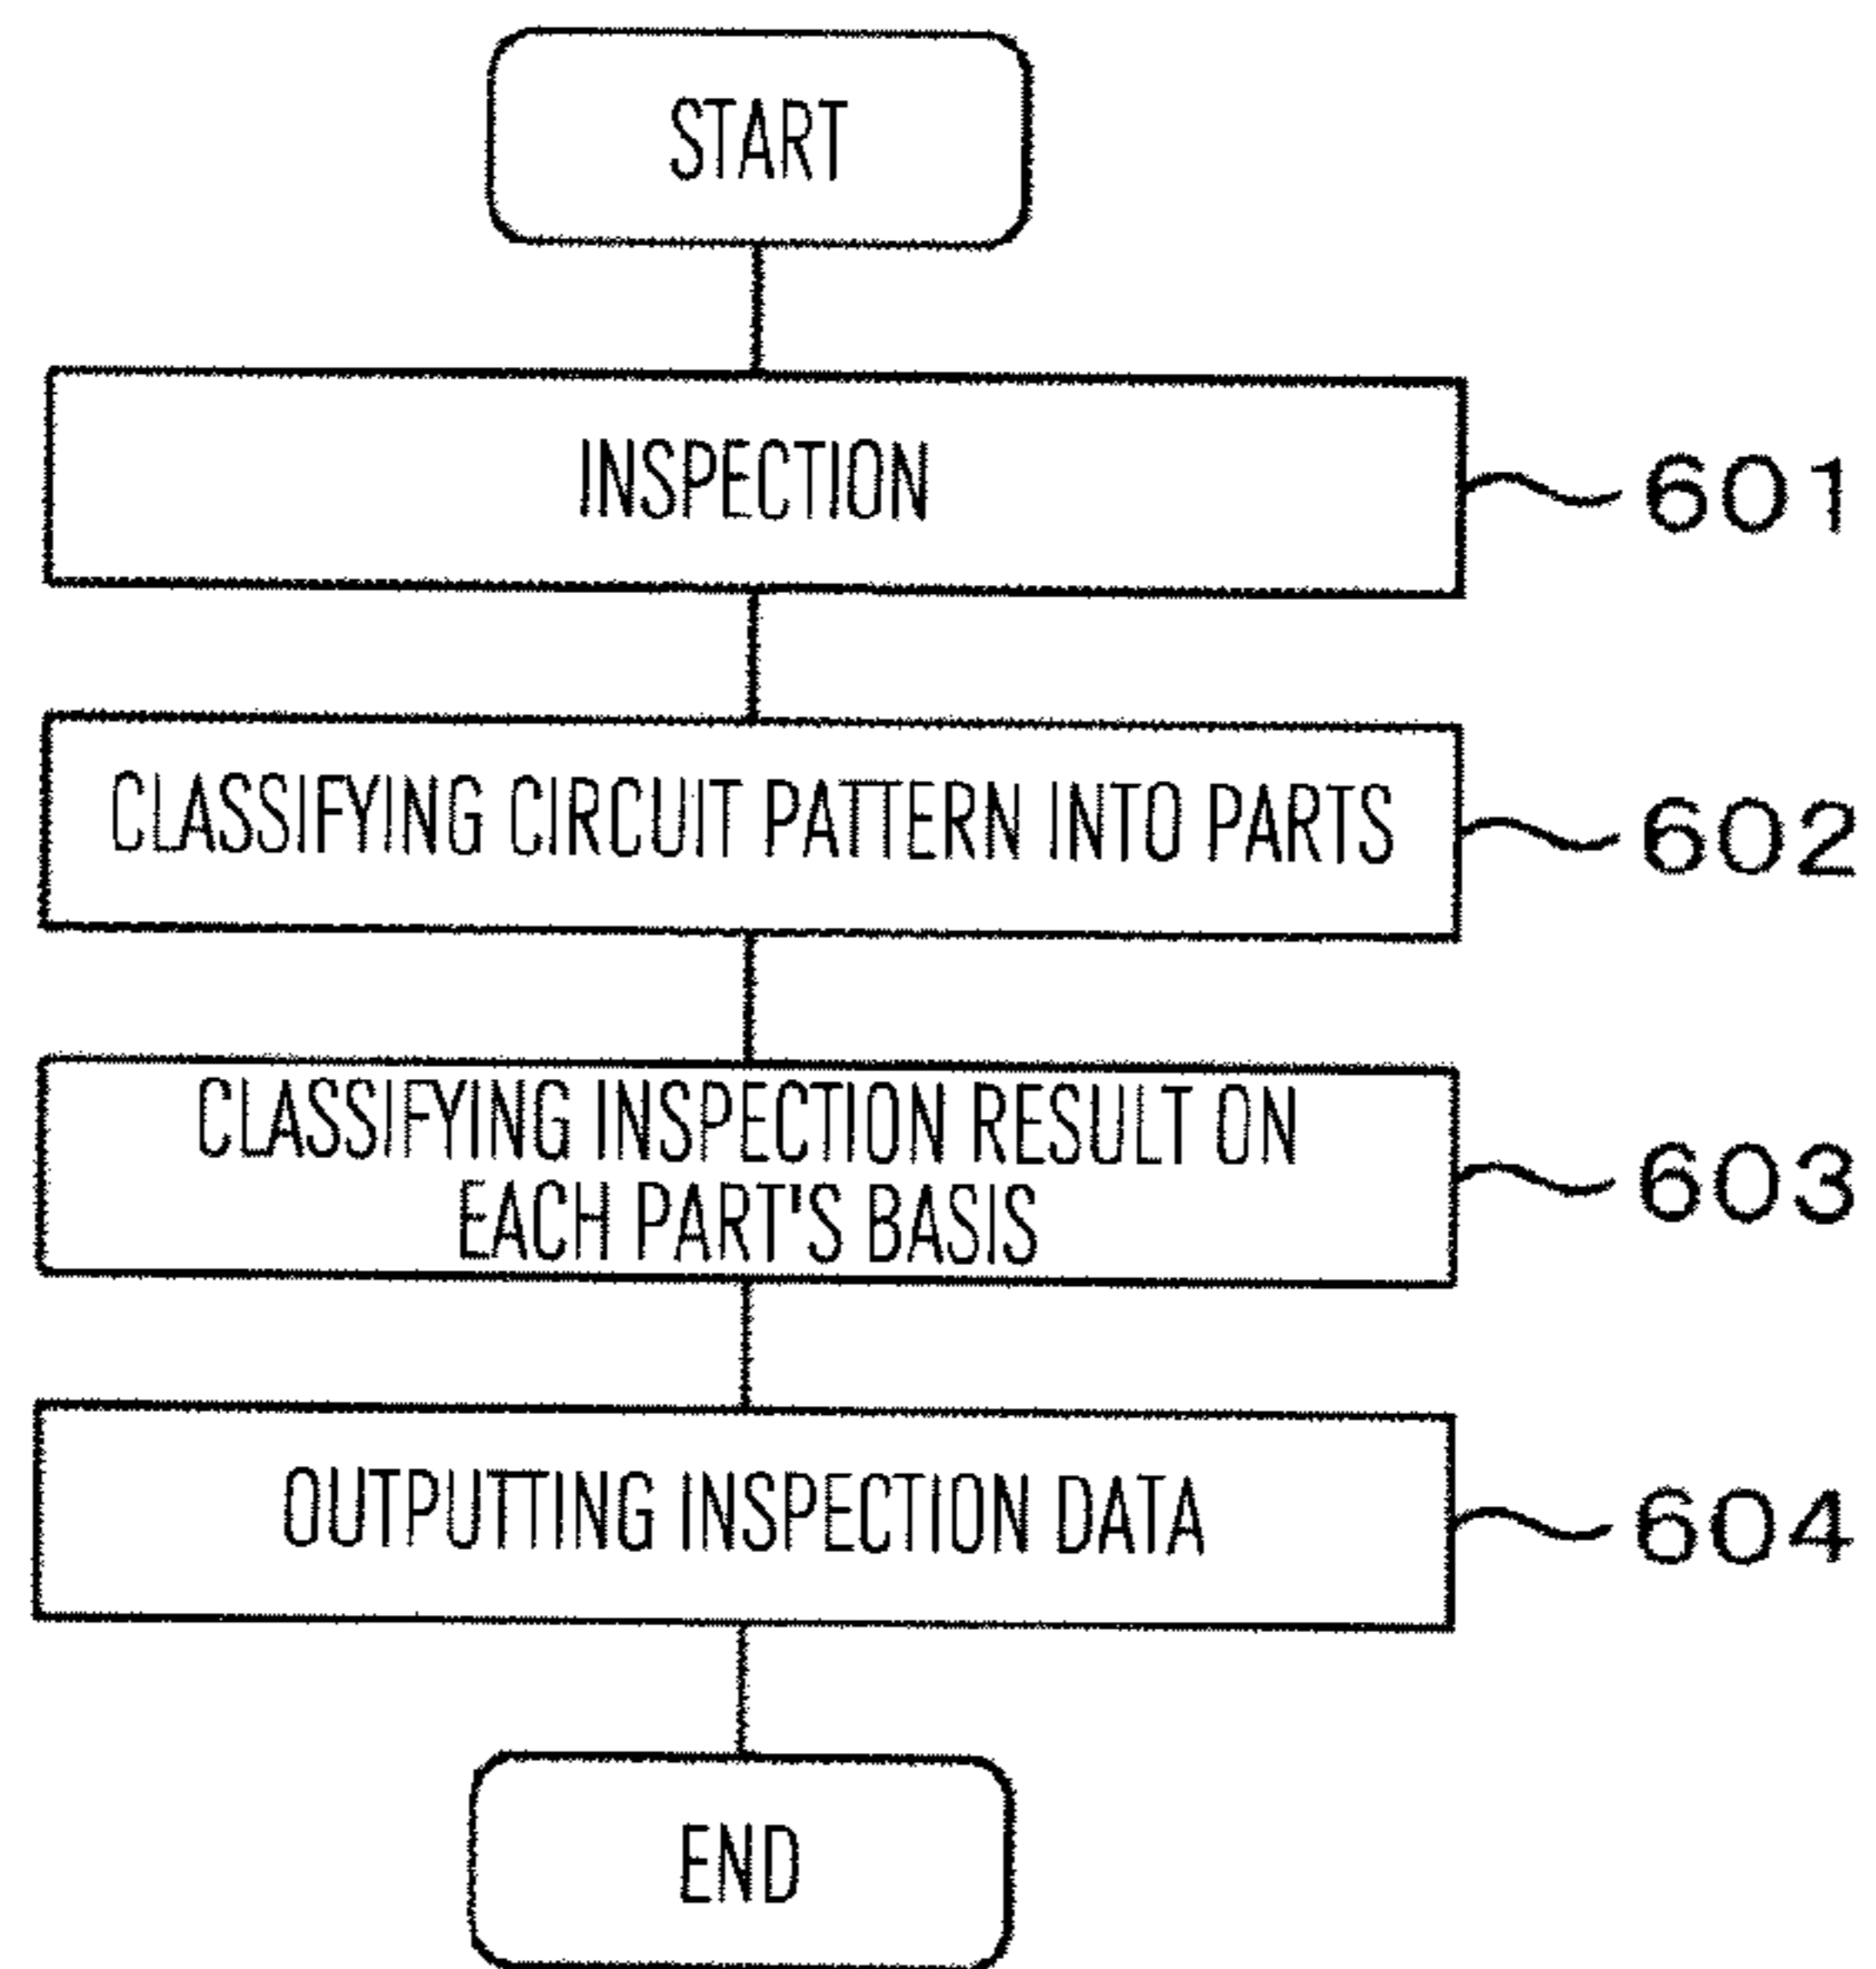 START
INSPECTION
601
CLASSIFYING CIRCUIT PATTERN INTO PARTS
602
CLASSIFYING INSPECTION RESULT ON
EACH PART'S BASIS
603
OUTPUTTING INSPECTION DATA
604
END